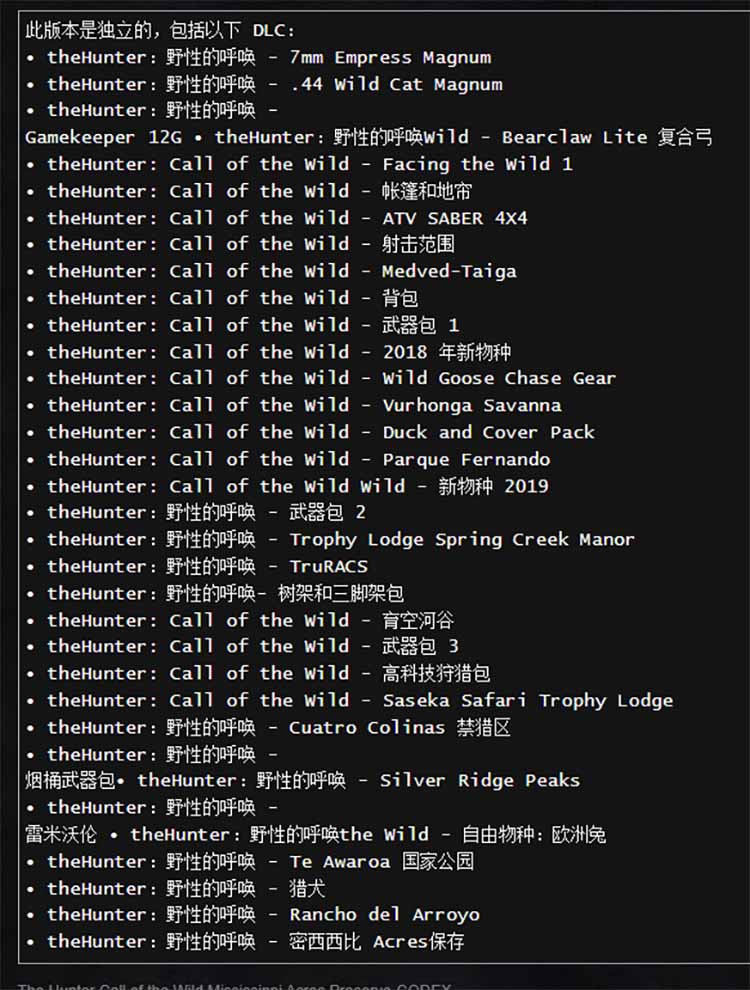 此版本是独立的，包括以下 DLC:
• theHunter: 野性的呼唤 - 7mm Empress Magnum
• theHunter: 野性的呼唤 - .44 Wild Cat Magnum
• theHunter: 野性的呼唤 -
Gamekeeper 12G • theHunter: 野性的呼唤Wild - Bearclaw Lite 复合弓
• theHunter: Call of the Wild - Facing the Wild 1
• theHunter: Call of the Wild - 帐篷和地帘
• theHunter: Call of the Wild - ATV SABER 4X4
• theHunter: Call of the Wild - 射击范围
• theHunter: Call of the Wild - Medved-Taiga
• theHunter: Call of the Wild - 背包
• theHunter: Call of the Wild - 武器包 1
• theHunter: Call of the Wild - 2018 年新物种
• theHunter: Call of the Wild - Wild Goose Chase Gear
• theHunter: Call of the Wild - Vurhonga Savanna
• theHunter: Call of the Wild - Duck and Cover Pack
• theHunter: Call of the Wild - Parque Fernando
• theHunter: Call of the Wild Wild - 新物种 2019
• theHunter: 野性的呼唤 - 武器包 2
• theHunter: 野性的呼唤 - Trophy Lodge Spring Creek Manor
• theHunter: 野性的呼唤 - TruRACS
• theHunter: 野性的呼唤- 树架和三脚架包
• theHunter: Call of the Wild - 育空河谷
• theHunter: Call of the Wild - 武器包 3
• theHunter: Call of the Wild - 高科技狩猎包
• theHunter: Call of the Wild - Saseka Safari Trophy Lodge
• theHunter: 野性的呼唤 - Cuatro Colinas 禁猎区
• theHunter: 野性的呼唤 -
烟桶武器包• theHunter: 野性的呼唤 - Silver Ridge Peaks
• theHunter: 野性的呼唤 -
雷米沃伦 • theHunter: 野性的呼唤the Wild - 自由物种: 欧洲兔
• theHunter: 野性的呼唤 - Te Awaroa 国家公园
• theHunter: 野性的呼唤 - 猎犬
• theHunter: 野性的呼唤 - Rancho del Arroyo
• theHunter: 野性的呼唤 - 密西西比 Acres保存
The Hunter Call of the Wild Mississippi Acres Preserve-CODEX